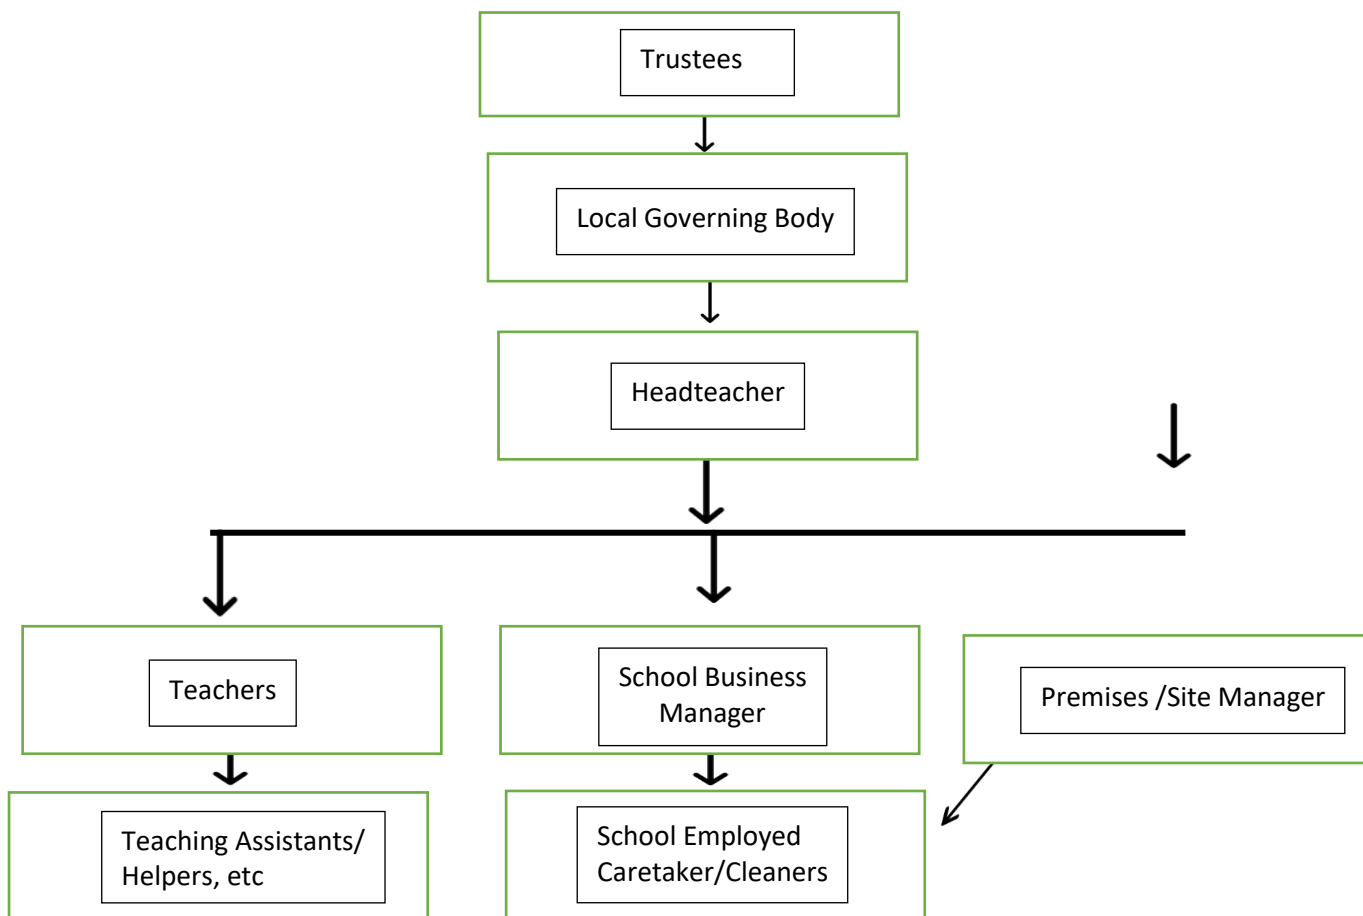 Trustees
Local Governing Body
Headteacher
Teachers
School Business
Manager
Premises /Site Manager
Teaching Assistants/
Helpers, etc
School Employed
Caretaker/Cleaners